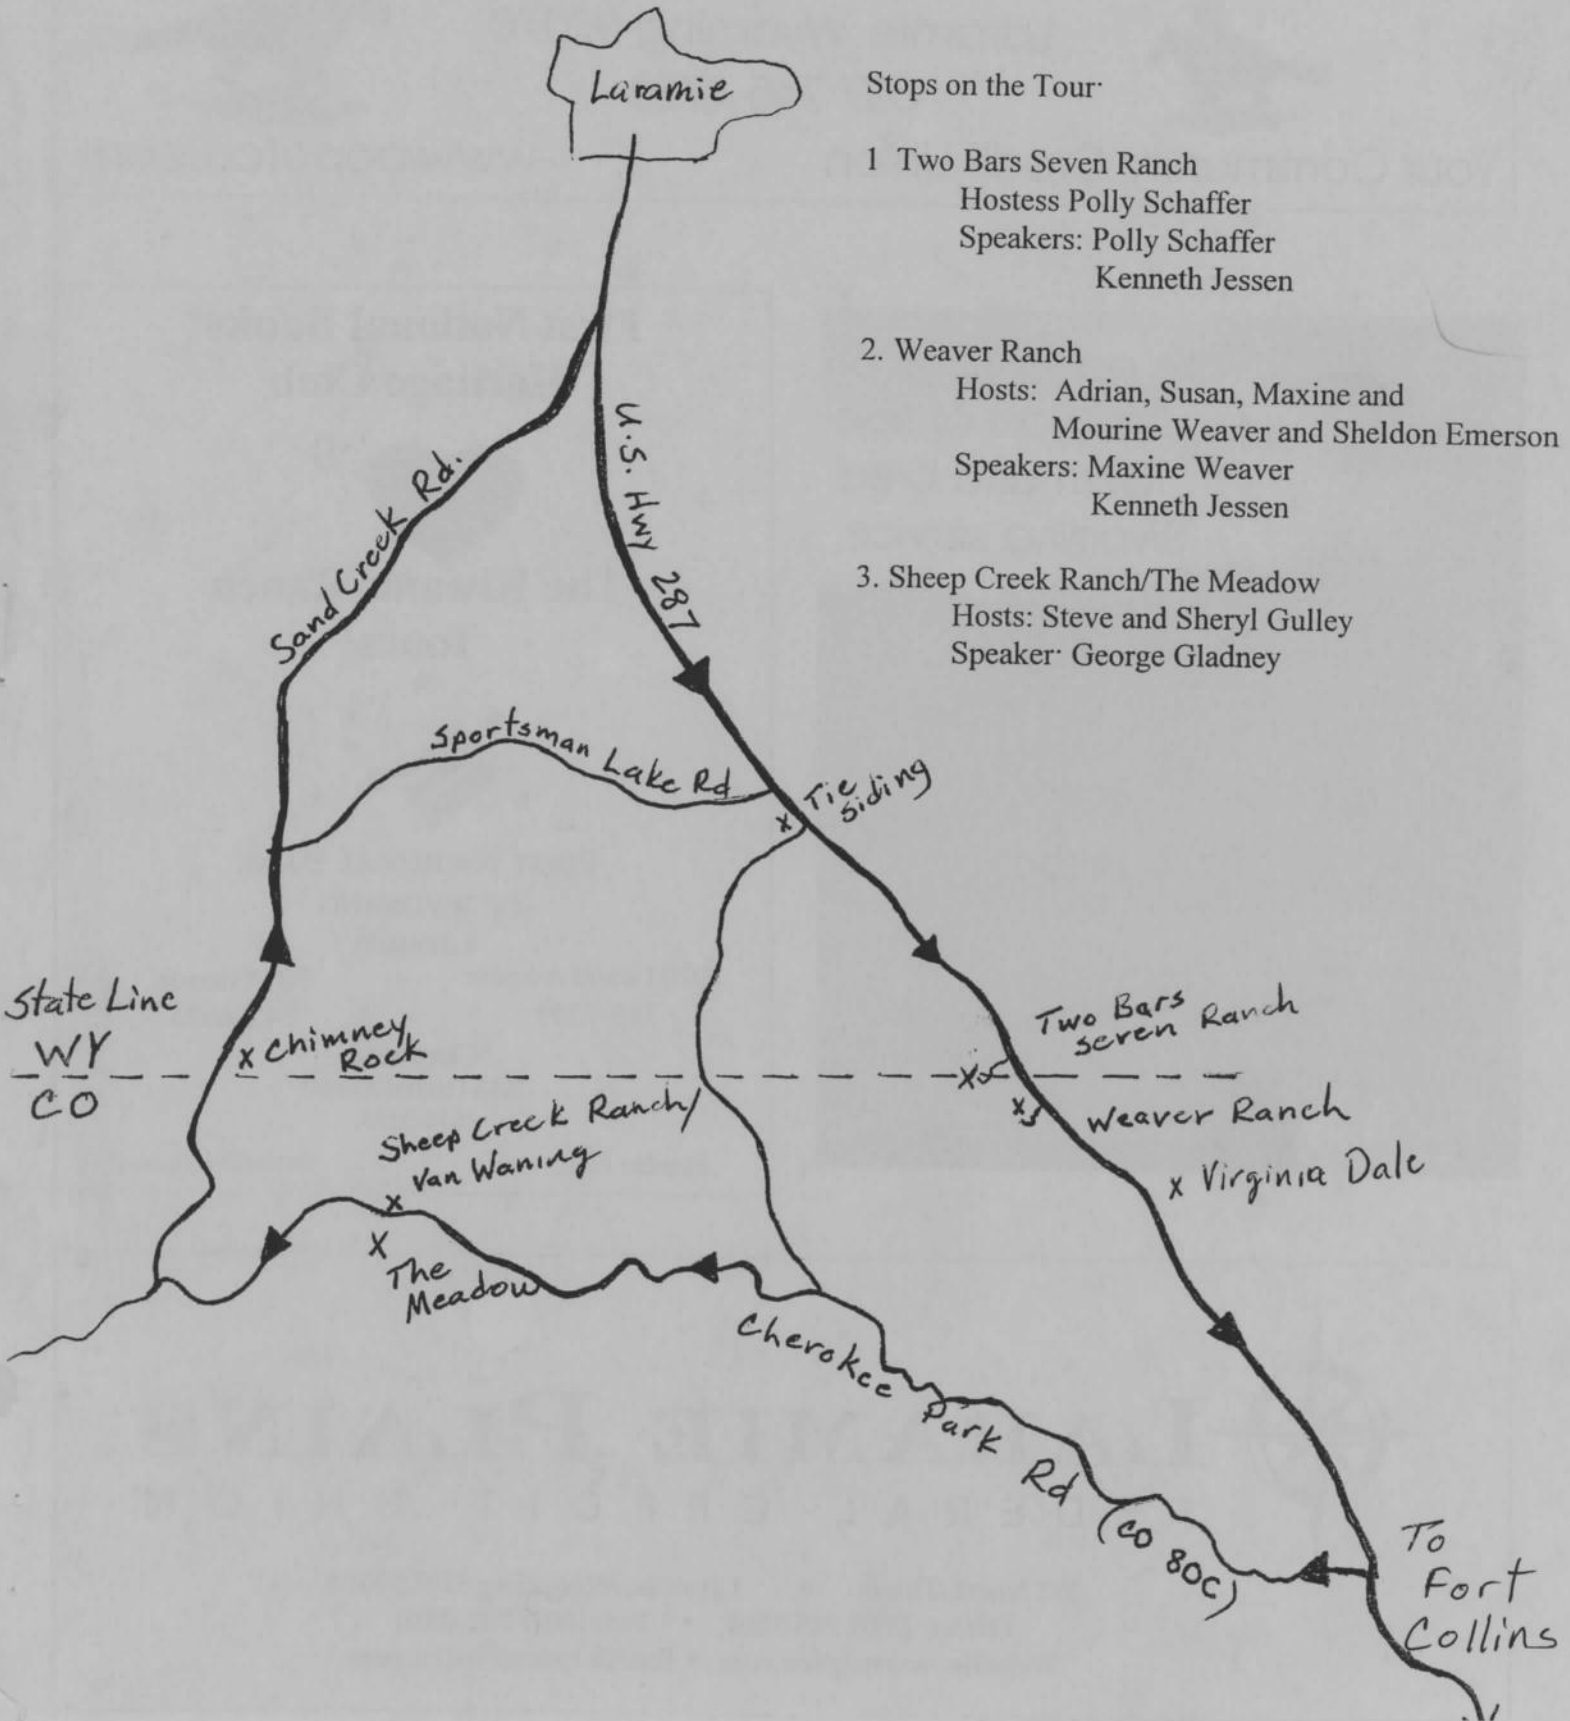 Laramie
Stops on the Tour·
1 Two Bars Seven Ranch
Hostess Polly Schaffer
Speakers: Polly Schaffer
Kenneth Jessen
2. Weaver Ranch
Hosts: Adrian, Susan, Maxine and
Mourine Weaver and Sheldon Emerson
Speakers: Maxine Weaver
Kenneth Jessen
3. Sheep Creek Ranch/The Meadow
Hosts: Steve and Sheryl Gulley
Speaker· George Gladney
U.S. Hwy 287
Sand Creek Rd.
Sportsman Lake Rd
x
Tie
Siding
State Line
WY
CO
x Chimney
Rock
Two Bars
Seven Ranch
x
x
Weaver Ranch
x Virginia Dale
Sheep Creek Ranch/
Van Waning
x
x
The
Meadow
Cherokee Park Rd
(CO 80C)
To
Fort
Collins